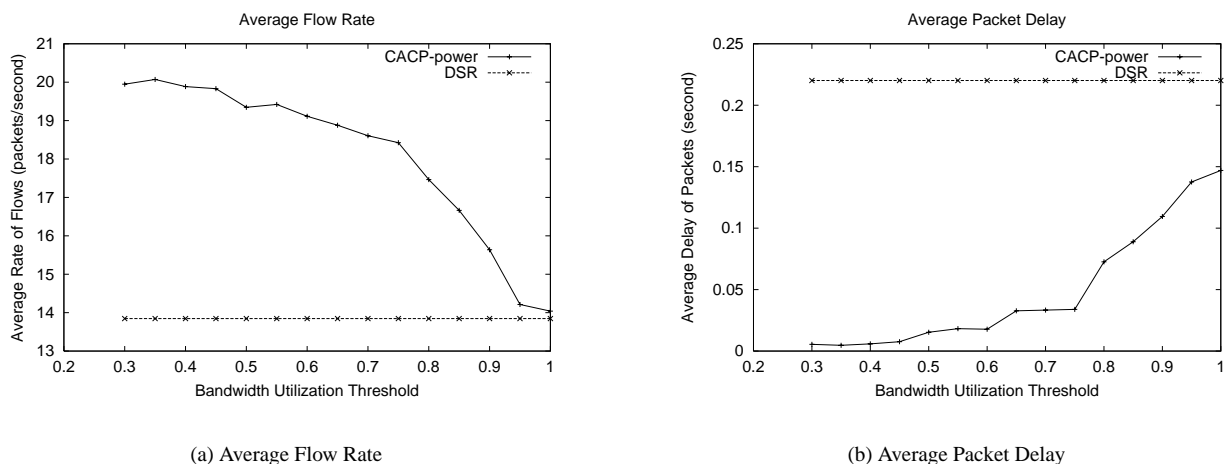 Average Flow Rate
21
20
19
18
17
16
15
14
13
Average Rate of Flows (packets/second)
CACP-power
DSR
0.2 0.3 0.4 0.5 0.6 0.7 0.8 0.9 1
Bandwidth Utilization Threshold
(a) Average Flow Rate
Average Packet Delay
0.25
0.2
0.15
0.1
0.05
0
Average Delay of Packets (second)
CACP-power
DSR
0.2 0.3 0.4 0.5 0.6 0.7 0.8 0.9 1
Bandwidth Utilization Threshold
(b) Average Packet Delay